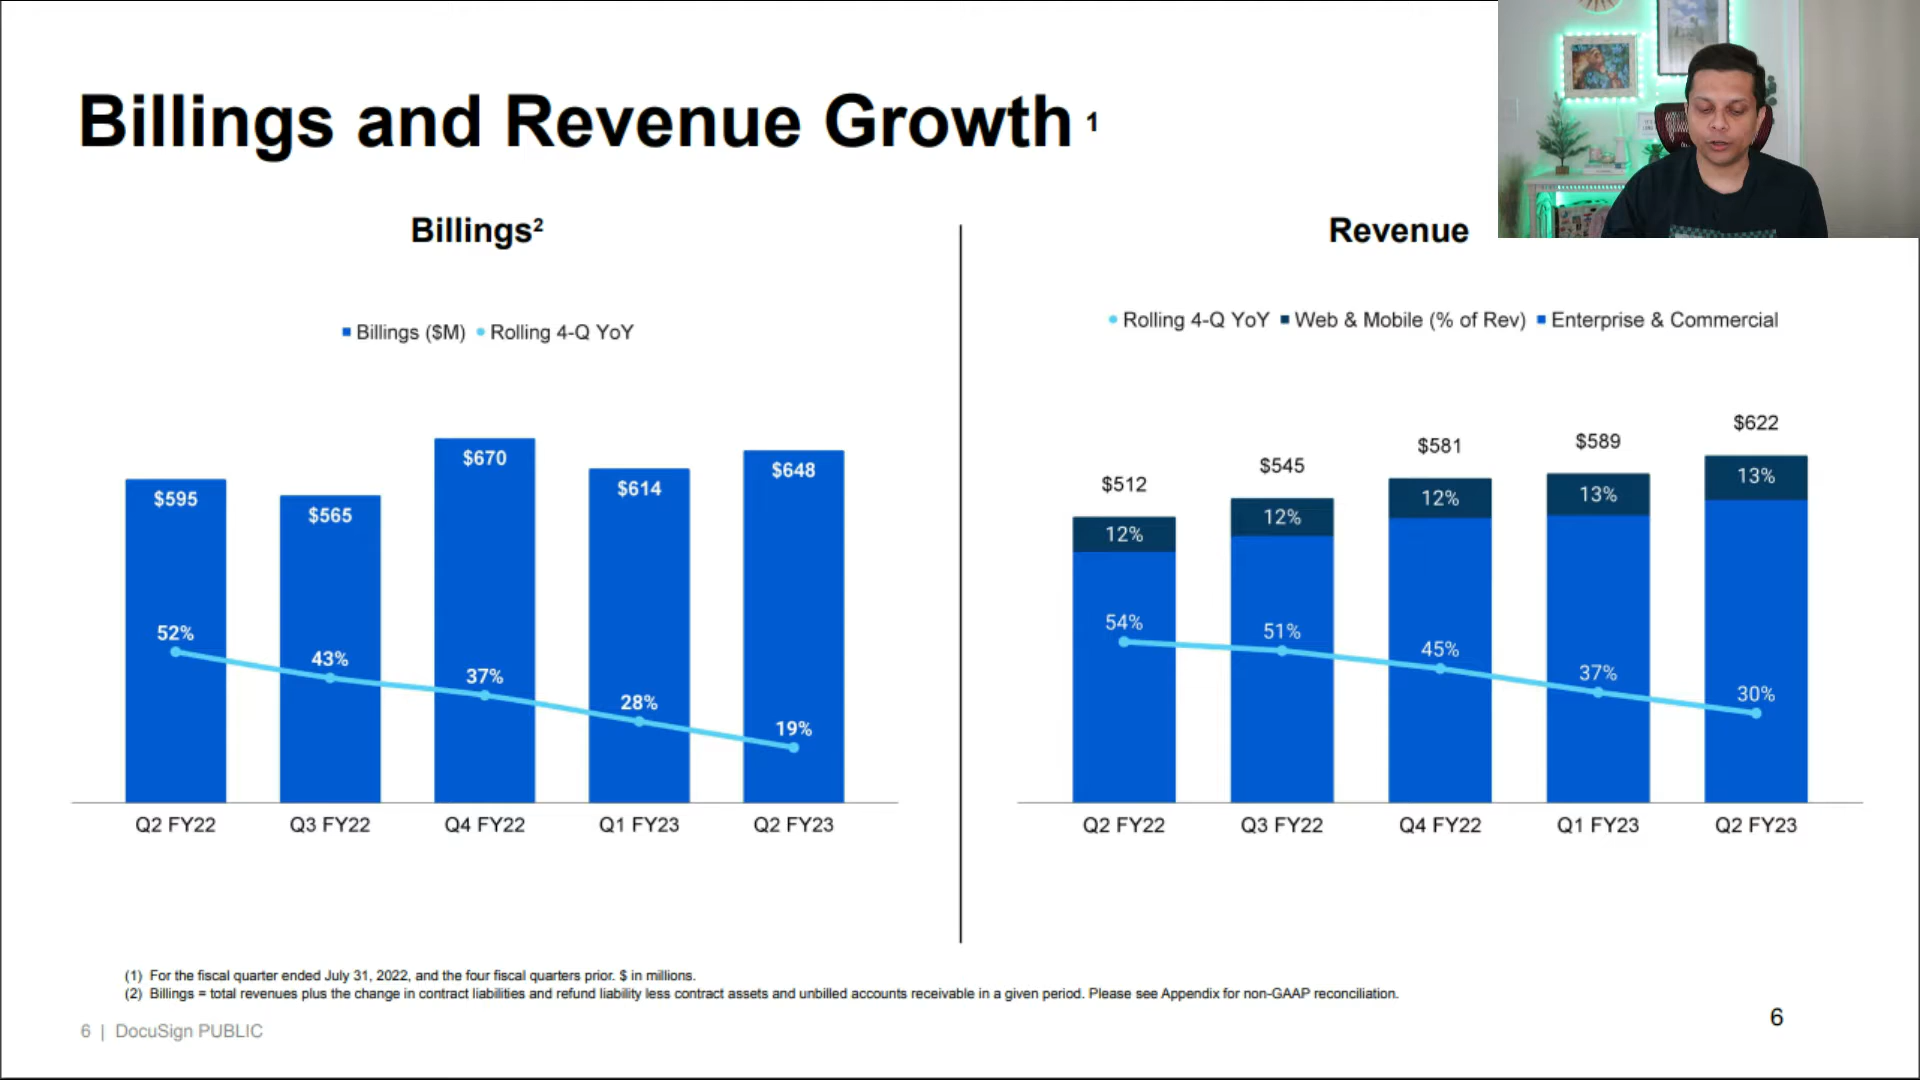 Billings and Revenue Growth 1
Billings2
Billings ($M) Rolling 4-Q YoY
$595
$565
$670
$614
$648
52%
43%
37%
28%
19%
Q2 FY22 Q3 FY22 Q4 FY22 Q1 FY23 Q2 FY23
Revenue
Rolling 4-Q YoY Web & Mobile (% of Rev) Enterprise & Commercial
$512
$545
$581
$589
$622
12%
12%
12%
13%
13%
54%
51%
45%
37%
30%
Q2 FY22 Q3 FY22 Q4 FY22 Q1 FY23 Q2 FY23
(1) For the fiscal quarter ended July 31, 2022, and the four fiscal quarters prior. $ in millions.
(2) Billings = total revenues plus the change in contract liabilities and refund liability less contract assets and unbilled accounts receivable in a given period. Please see Appendix for non-GAAP reconciliation.
6 | DocuSign PUBLIC
6